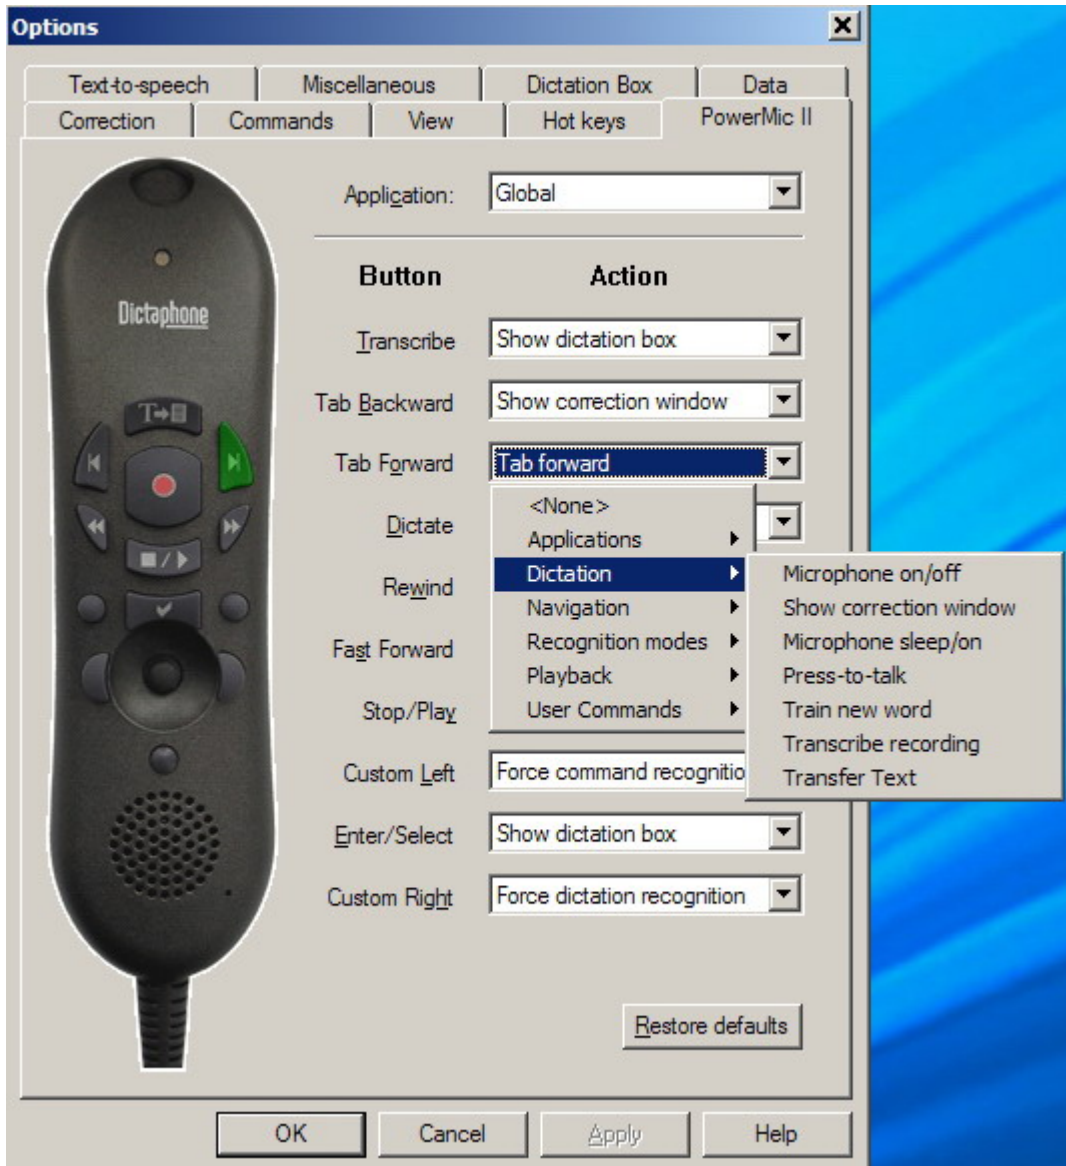 Options
Text-to-speech Miscellaneous Dictation Box Data
Correction Commands View Hot keys PowerMic II
Application: Global
Button Action
Dictaphone
Transcribe Show dictation box
Tab Backward Show correction window
Tab Forward Tab forward
<None>
Dictate
Applications
Dictation Microphone on/off
Rewind
Navigation Show correction window
Recognition modes Microphone sleep/on
Fast Forward
Playback Press-to-talk
User Commands Train new word
Stop/Play
Transcribe recording
Custom Left Force command recognitio
Transfer Text
Enter/Select Show dictation box
Custom Right Force dictation recognition
Restore defaults
OK Cancel Apply Help